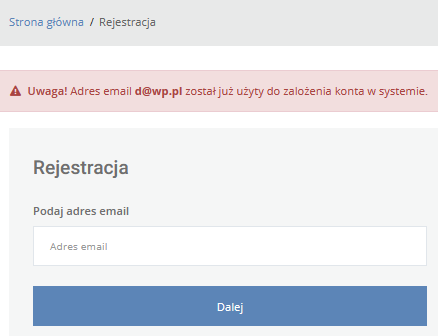 Strona główna / Rejestracja
Uwaga! Adres email d@wp.pl został już użyty do zalożenia konta w systemie.
Rejestracja
Podaj adres email
Adres email
Dalej